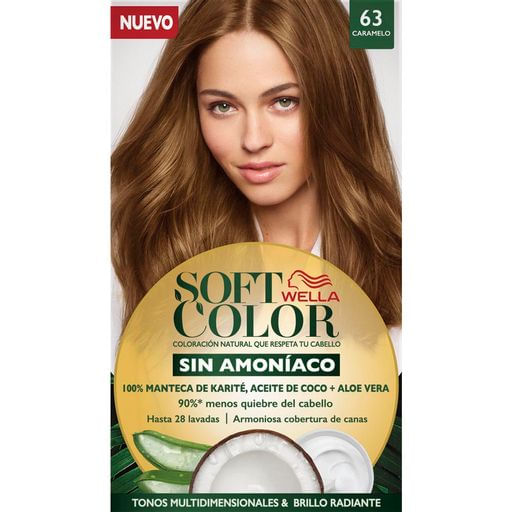 NUEVO
63
CARAMELO
SOFT
WELLA
COLOR
COLORACIÓN NATURAL QUE RESPETA TU CABELLO
SIN AMONÍACO
100% MANTECA DE KARITÉ, ACEITE DE COCO + ALOE VERA
90%* menos quiebre del cabello
Hasta 28 lavadas | Armoniosa cobertura de canas
TONOS MULTIDIMENSIONALES & BRILLO RADIANTE